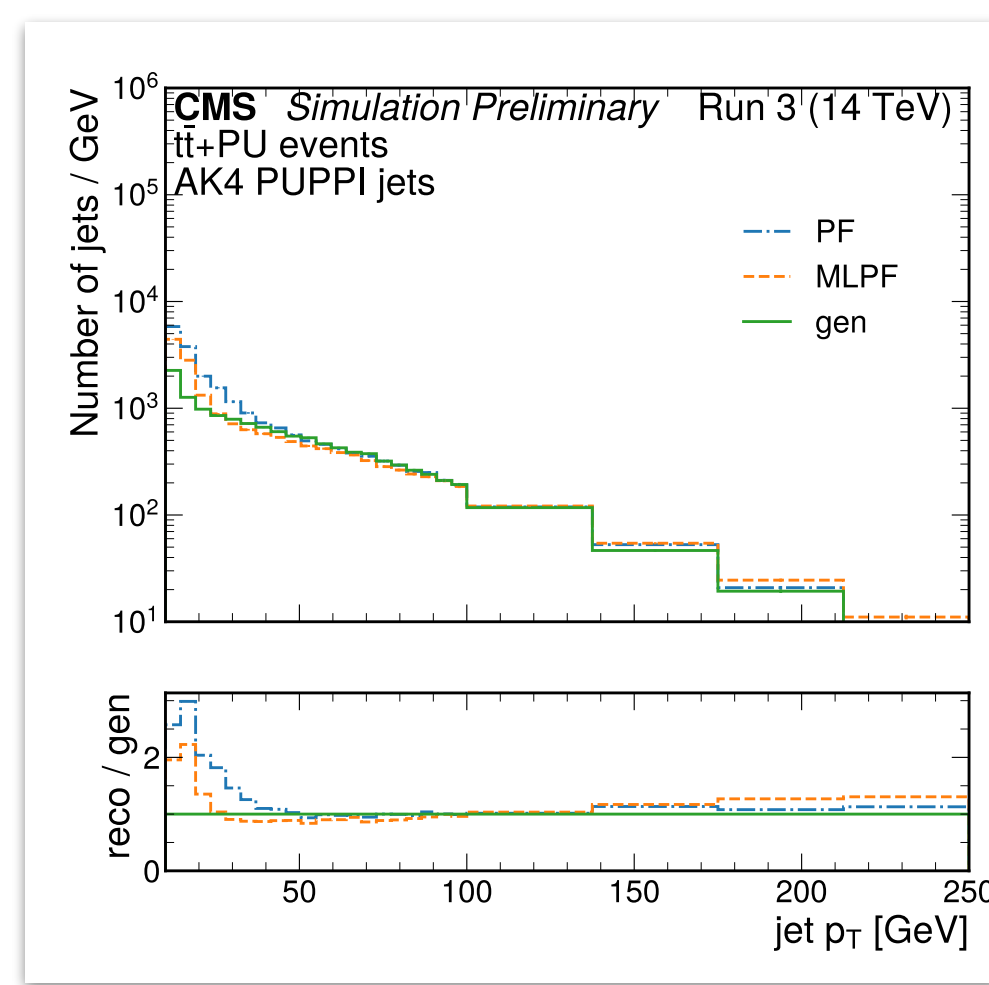 10⁶
CMS Simulation Preliminary Run 3 (14 TeV)
tt̄+PU events
AK4 PUPPI jets
10⁵
PF
MLPF
gen
10⁴
10³
10²
10¹
Number of jets / GeV
reco / gen
2
0
50 100 150 200 250
jet p_T [GeV]